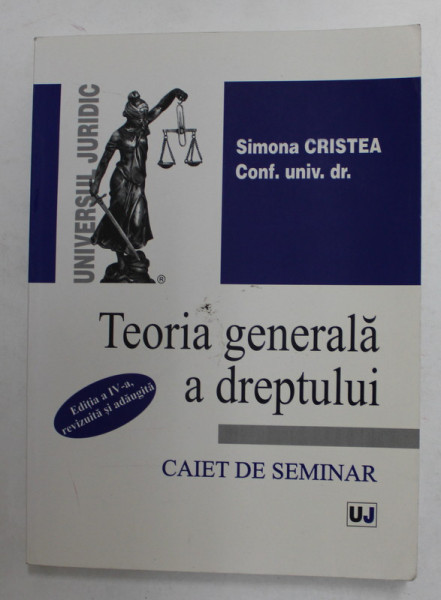 UNIVERSUL JURIDIC
®
Simona CRISTEA
Conf. univ. dr.
Teoria generală
a dreptului
Ediția a IV-a,
revizuită și adăugită
CAIET DE SEMINAR
UJ